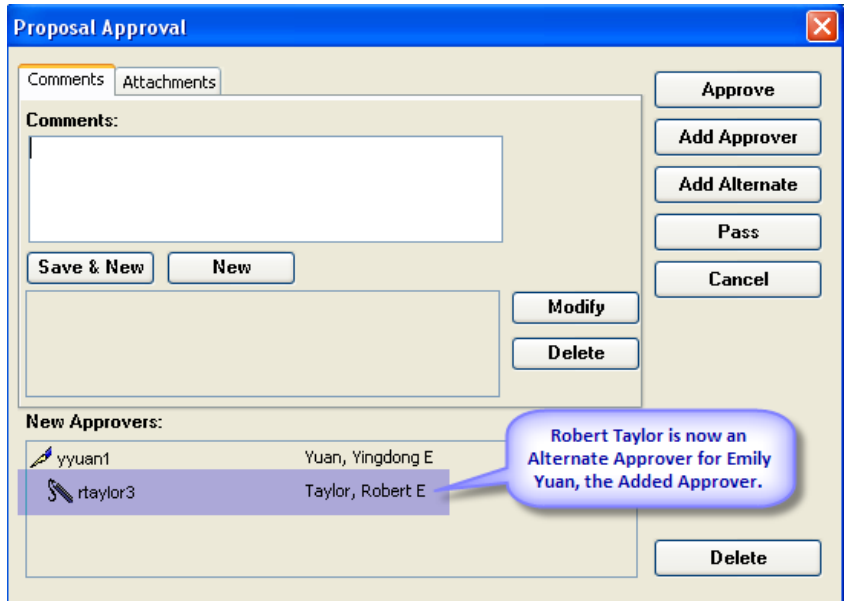 Proposal Approval
Comments Attachments
Approve
Comments:
Add Approver
Add Alternate
Pass
Save & New New
Cancel
Modify
Delete
New Approvers:
yyuan1 Yuan, Yingdong E
rtaylor3 Taylor, Robert E
Robert Taylor is now an
Alternate Approver for Emily
Yuan, the Added Approver.
Delete